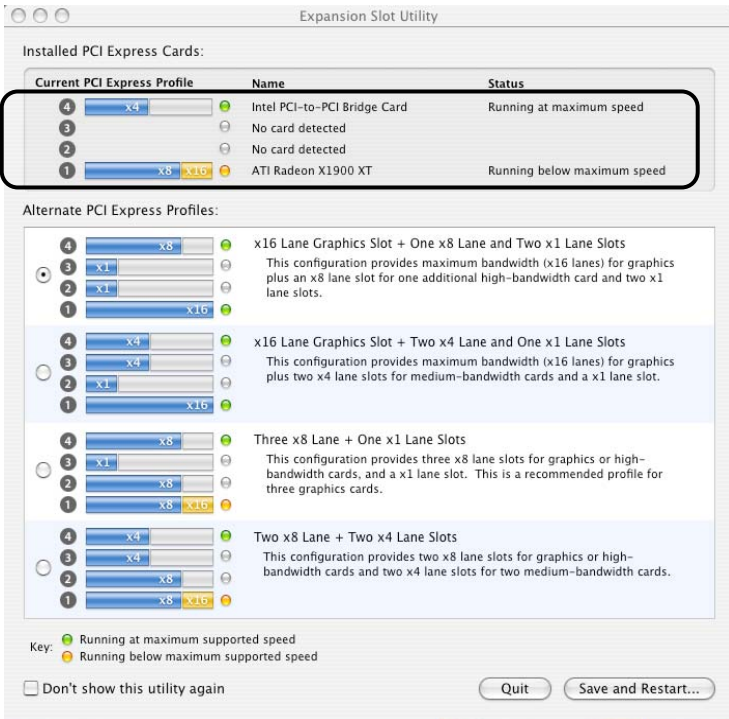 Expansion Slot Utility
Installed PCI Express Cards:
Current PCI Express Profile Name Status
4 x4 Intel PCI-to-PCI Bridge Card Running at maximum speed
3 No card detected
2 No card detected
1 x8 x16 ATI Radeon X1900 XT Running below maximum speed
Alternate PCI Express Profiles:
4 x8 x16 Lane Graphics Slot + One x8 Lane and Two x1 Lane Slots
3 x1 This configuration provides maximum bandwidth (x16 lanes) for graphics
2 x1 plus an x8 lane slot for one additional high-bandwidth card and two x1
lane slots.
1 x16
4 x4 x16 Lane Graphics Slot + Two x4 Lane and One x1 Lane Slots
3 x4 This configuration provides maximum bandwidth (x16 lanes) for graphics
2 x1 plus two x4 lane slots for medium-bandwidth cards and a x1 lane slot.
1 x16
4 x8 Three x8 Lane + One x1 Lane Slots
3 x1 This configuration provides three x8 lane slots for graphics or high-
2 x8 bandwidth cards, and a x1 lane slot. This is a recommended profile for
three graphics cards.
1 x8 x16
4 x4 Two x8 Lane + Two x4 Lane Slots
3 x4 This configuration provides two x8 lane slots for graphics or high-
2 x8 bandwidth cards and two x4 lane slots for two medium-bandwidth cards.
1 x8 x16
Key: Running at maximum supported speed
Running below maximum supported speed
Don't show this utility again Quit Save and Restart...